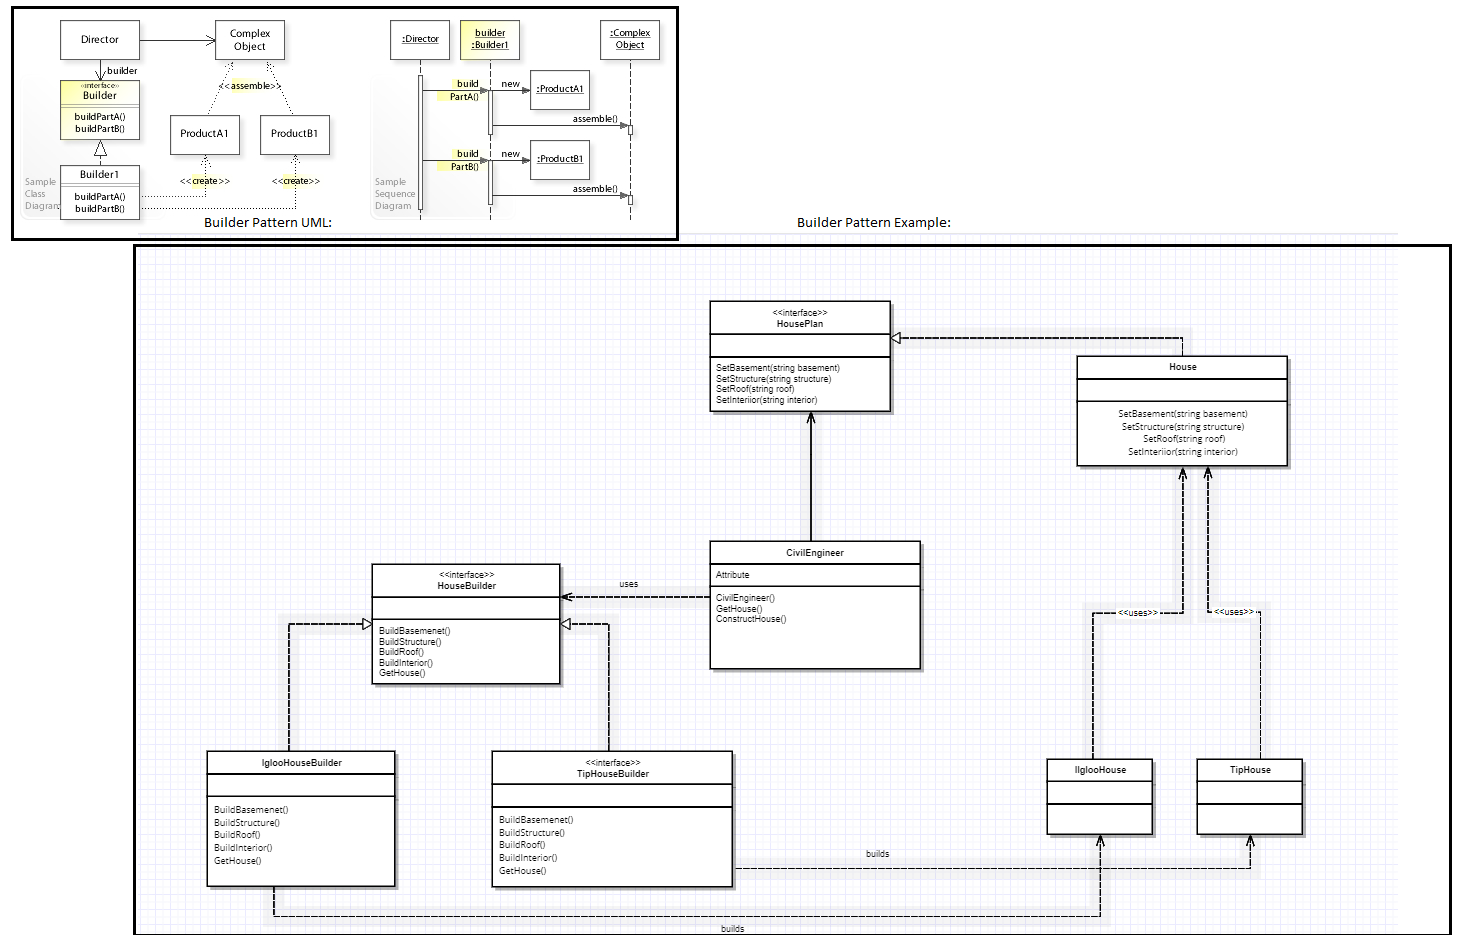 Director
Complex
Object
builder
<<interface>>
Builder
buildPartA()
buildPartB()
<<assemble>>
ProductA1
ProductB1
Builder1
buildPartA()
buildPartB()
<<create>>
<<create>>
Sample
Class
Diagram
:Director
builder
:Builder1
:Complex
Object
build
PartA()
new
:ProductA1
assemble()
build
PartB()
new
:ProductB1
assemble()
Sample
Sequence
Diagram
Builder Pattern UML:
Builder Pattern Example:
<<interface>>
HousePlan
SetBasement(string basement)
SetStructure(string structure)
SetRoof(string roof)
SetInteriior(string interior)
House
SetBasement(string basement)
SetStructure(string structure)
SetRoof(string roof)
SetInteriior(string interior)
CivilEngineer
Attribute
CivilEngineer()
GetHouse()
ConstructHouse()
uses
<<interface>>
HouseBuilder
BuildBasemenet()
BuildStructure()
BuildRoof()
BuildInterior()
GetHouse()
<<uses>>
<<uses>>
IglooHouseBuilder
BuildBasemenet()
BuildStructure()
BuildRoof()
BuildInterior()
GetHouse()
<<interface>>
TipHouseBuilder
BuildBasemenet()
BuildStructure()
BuildRoof()
BuildInterior()
GetHouse()
IIglooHouse
TipHouse
builds
builds